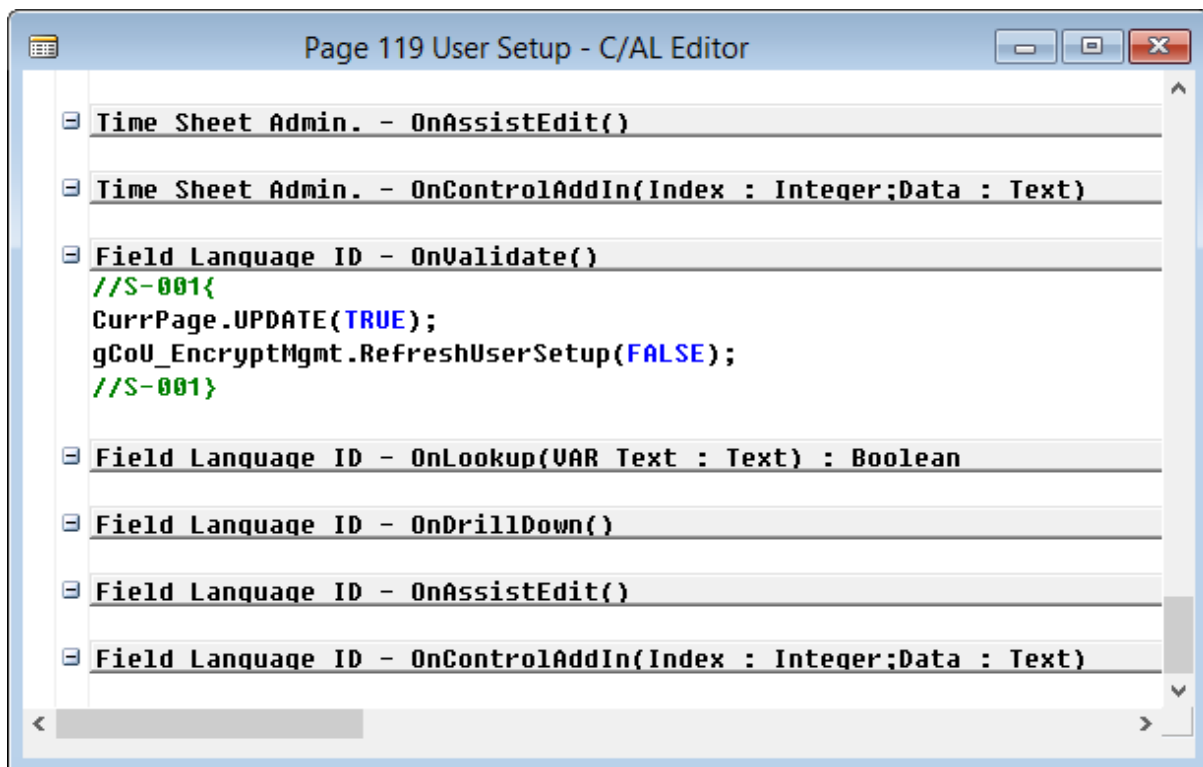 Page 119 User Setup - C/AL Editor
Time Sheet Admin. - OnAssistEdit()
Time Sheet Admin. - OnControlAddIn(Index : Integer;Data : Text)
Field Language ID - OnValidate()
//S-001{
CurrPage.UPDATE(TRUE);
gCoU_EncryptMgmt.RefreshUserSetup(FALSE);
//S-001}
Field Language ID - OnLookup(VAR Text : Text) : Boolean
Field Language ID - OnDrillDown()
Field Language ID - OnAssistEdit()
Field Language ID - OnControlAddIn(Index : Integer;Data : Text)